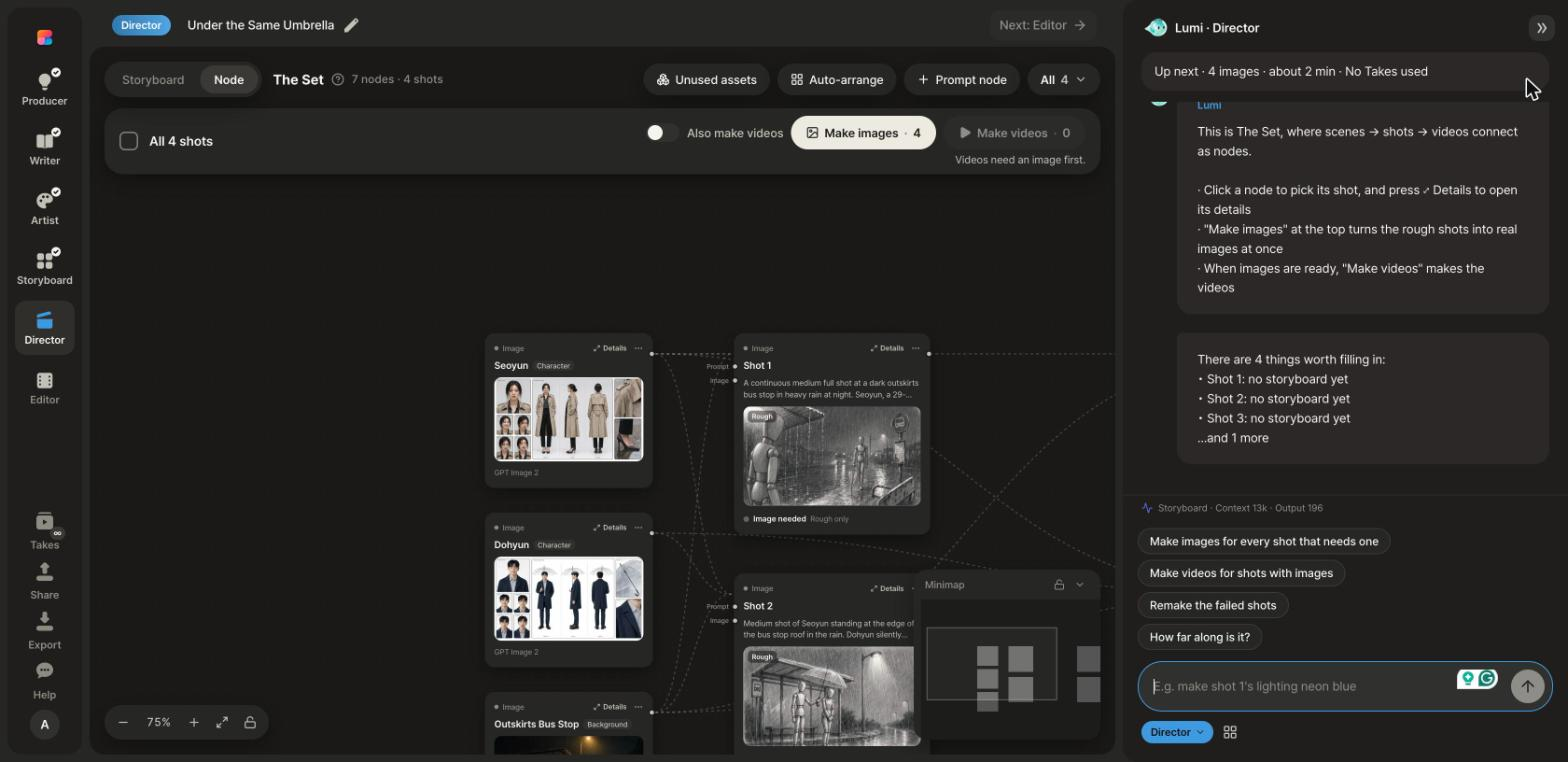 Director
Under the Same Umbrella
Next: Editor →
Producer
Writer
Artist
Storyboard
Director
Editor
Takes
∞
Share
Export
Help
A
Storyboard
Node
The Set
7 nodes · 4 shots
Unused assets
Auto-arrange
+ Prompt node
All 4
All 4 shots
Also make videos
Make images · 4
Make videos · 0
Videos need an image first.
Image
Details
Seoyun
Character
GPT Image 2
Image
Details
Dohyun
Character
GPT Image 2
Image
Details
Outskirts Bus Stop
Background
Image
Details
Prompt
Shot 1
Image
A continuous medium full shot at a dark outskirts
bus stop in heavy rain at night. Seoyun, a 29-...
Rough
Image needed
Rough only
Image
Details
Prompt
Shot 2
Image
Medium shot of Seoyun standing at the edge of
the bus stop roof in the rain. Dohyun silently...
Rough
Minimap
− 75% +
Lumi · Director
Up next · 4 images · about 2 min · No Takes used
Lumi
This is The Set, where scenes → shots → videos connect
as nodes.
· Click a node to pick its shot, and press ⤢ Details to open
its details
· "Make images" at the top turns the rough shots into real
images at once
· When images are ready, "Make videos" makes the
videos
There are 4 things worth filling in:
• Shot 1: no storyboard yet
• Shot 2: no storyboard yet
• Shot 3: no storyboard yet
...and 1 more
Storyboard · Context 13k · Output 196
Make images for every shot that needs one
Make videos for shots with images
Remake the failed shots
How far along is it?
E.g. make shot 1's lighting neon blue
Director